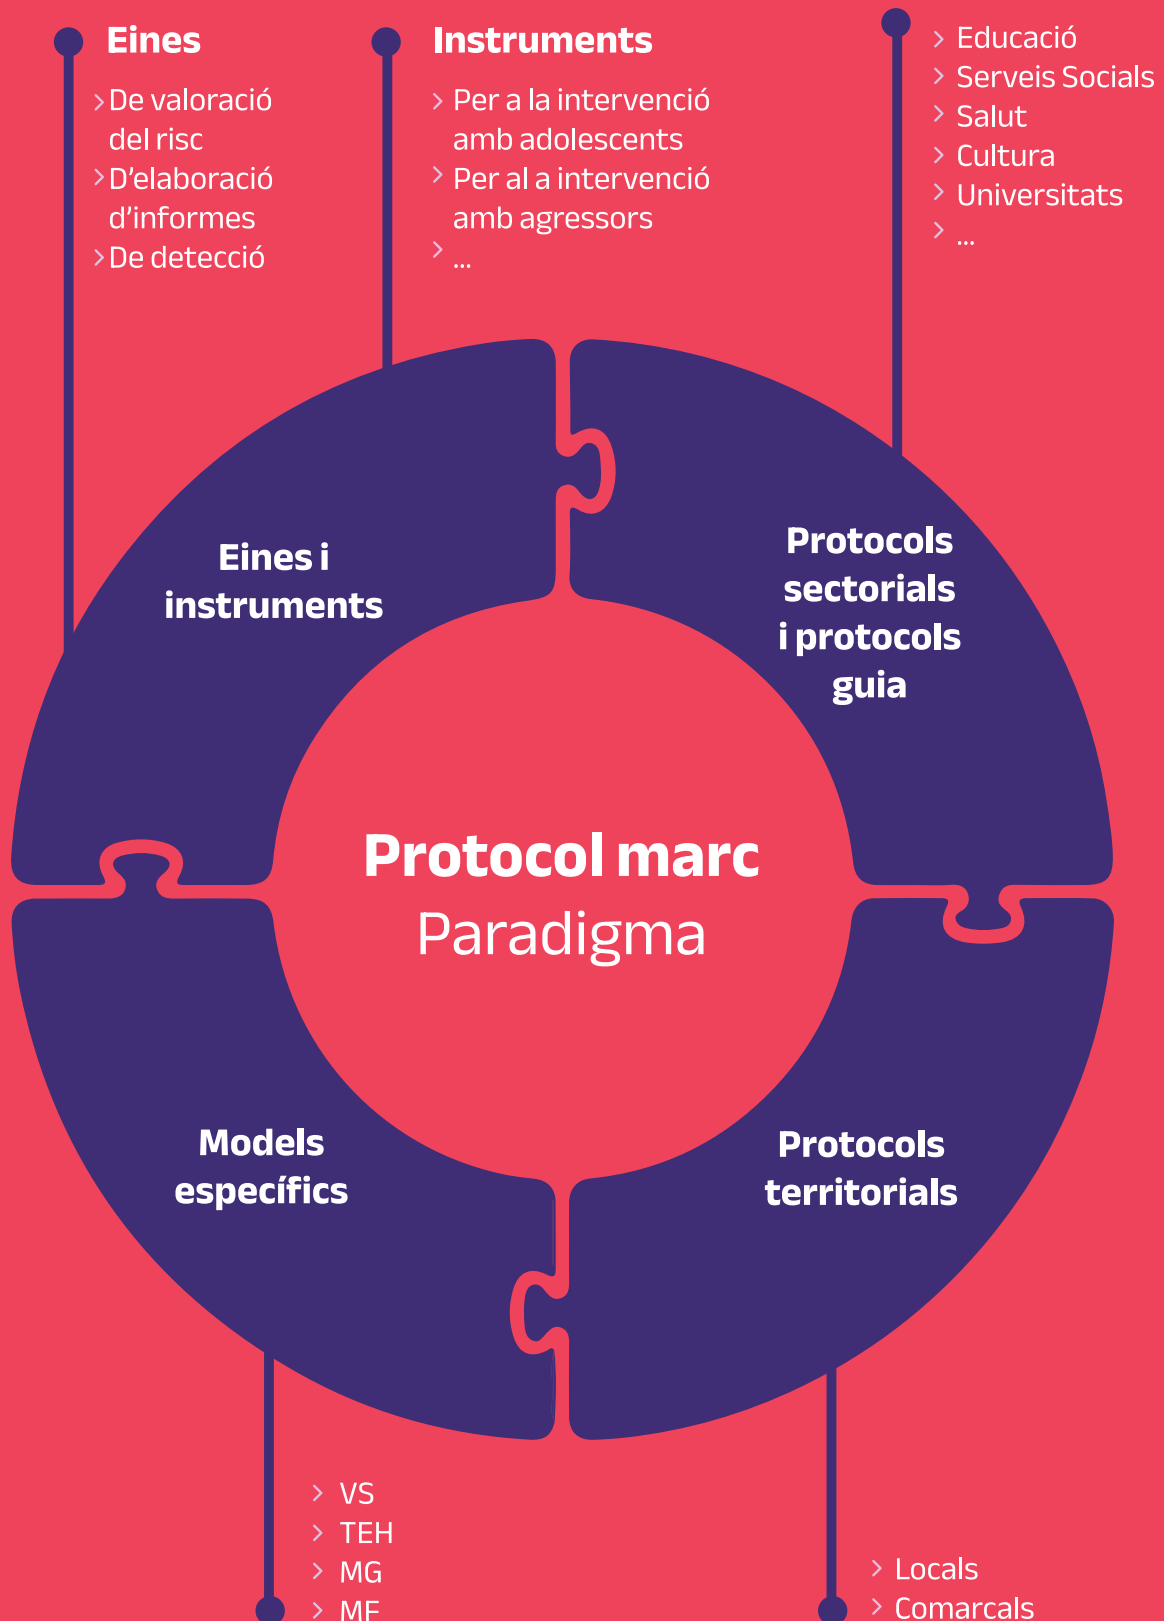 Eines
> De valoració
del risc
> D'elaboració
d'informes
> De detecció
Instruments
> Per a la intervenció
amb adolescents
> Per al a intervenció
amb agressors
> ...
> Educació
> Serveis Socials
> Salut
> Cultura
> Universitats
> ...
Eines i
instruments
Protocols
sectorials
i protocols
guia
Protocol marc
Paradigma
Models
específics
Protocols
territorials
> VS
> TEH
> MG
> MF
> Locals
> Comarcals